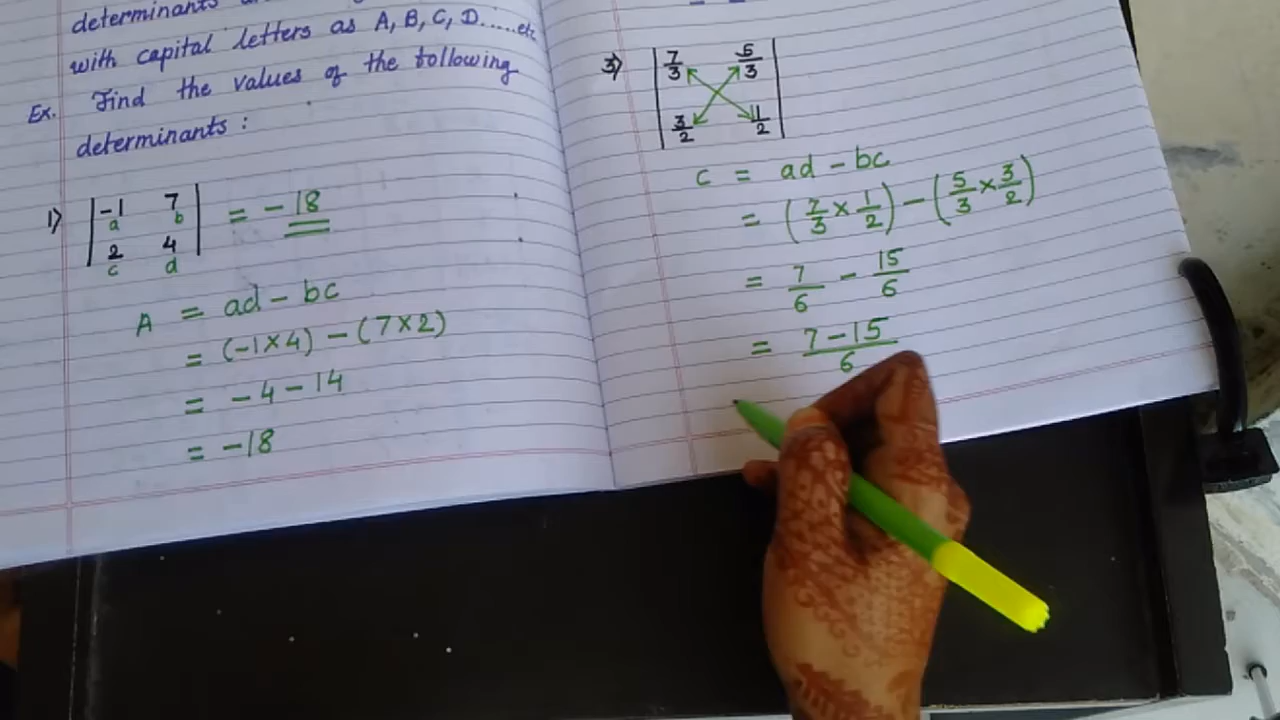 determinants
with capital letters as A, B, C, D.....etc
Ex. Find the values of the following
determinants :
1) | -1 7 | = -18
a b
| 2 4 |
c d
A = ad - bc
= (-1×4) - (7×2)
= -4 - 14
= -18
3) | 7/3 5/3 |
| 3/2 1/2 |
C = ad - bc
= (7/3 × 1/2) - (5/3 × 3/2)
= 7/6 - 15/6
= 7-15/6